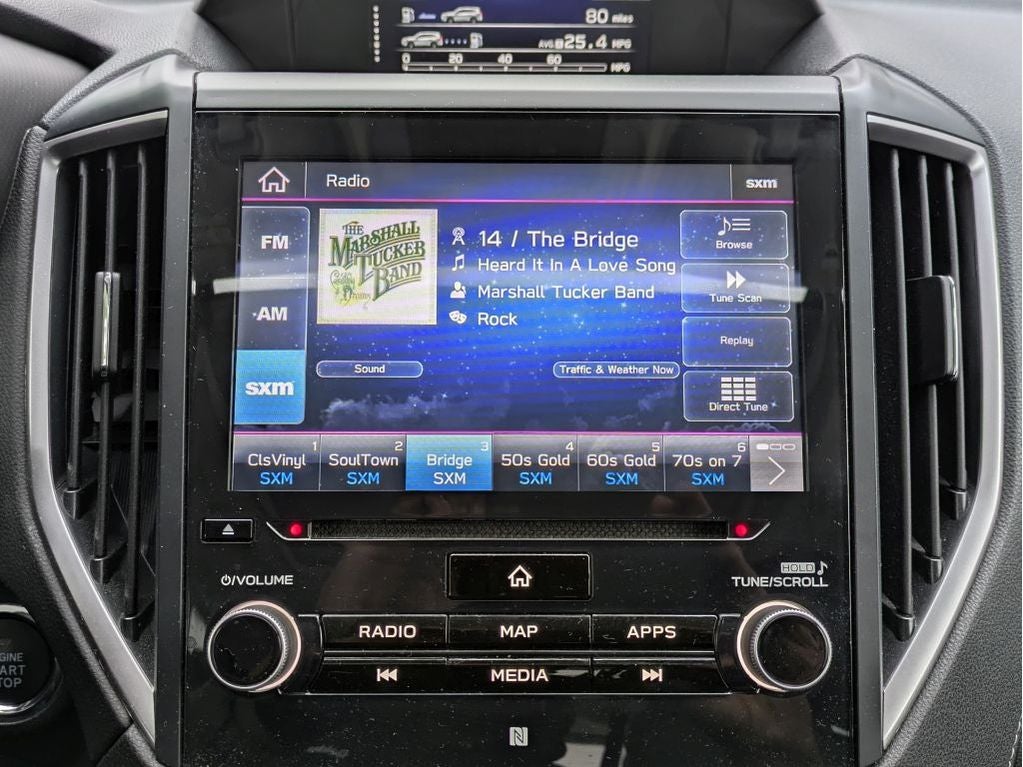 80 miles
AVG 25.4 MPG
0 20 40 60 MPG
Radio
sxm
FM
AM
sxm
THE
MARSHALL
TUCKER
BAND
14 / The Bridge
Heard It In A Love Song
Marshall Tucker Band
Rock
Browse
Tune Scan
Replay
Direct Tune
Sound
Traffic & Weather Now
1 2 3 4 5 6
ClsVinyl SoulTown Bridge 50s Gold 60s Gold 70s on 7
SXM SXM SXM SXM SXM SXM
/VOLUME
HOLD
TUNE/SCROLL
RADIO MAP APPS
MEDIA
START
STOP
N